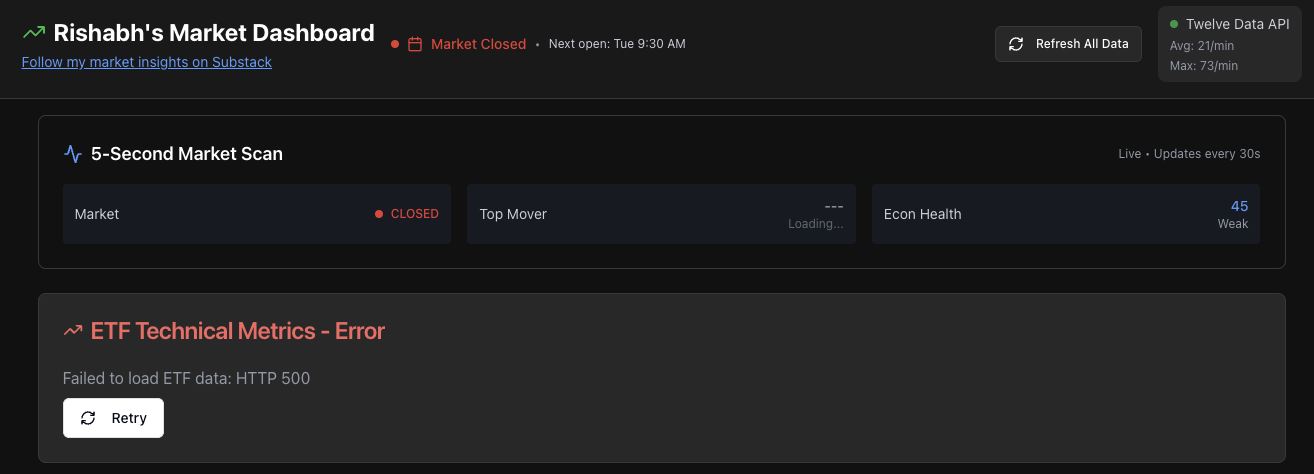 Rishabh's Market Dashboard
Market Closed • Next open: Tue 9:30 AM
Follow my market insights on Substack
Refresh All Data
Twelve Data API
Avg: 21/min
Max: 73/min
5-Second Market Scan
Live • Updates every 30s
Market
CLOSED
Top Mover
---
Loading...
Econ Health
45
Weak
ETF Technical Metrics - Error
Failed to load ETF data: HTTP 500
Retry